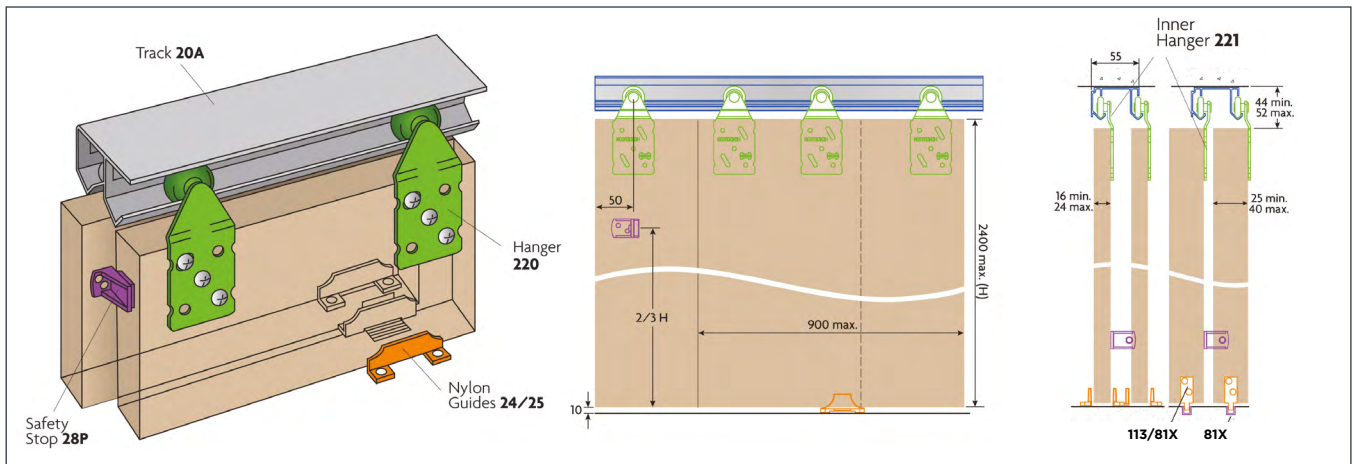 Track 20A
Hanger
220
Nylon
Guides 24/25
Safety
Stop 28P
50
2/3 H
900 max.
2400 max. (H)
10
Inner
Hanger 221
55
44 min.
52 max.
16 min.
24 max.
25 min.
40 max.
113/81X
81X